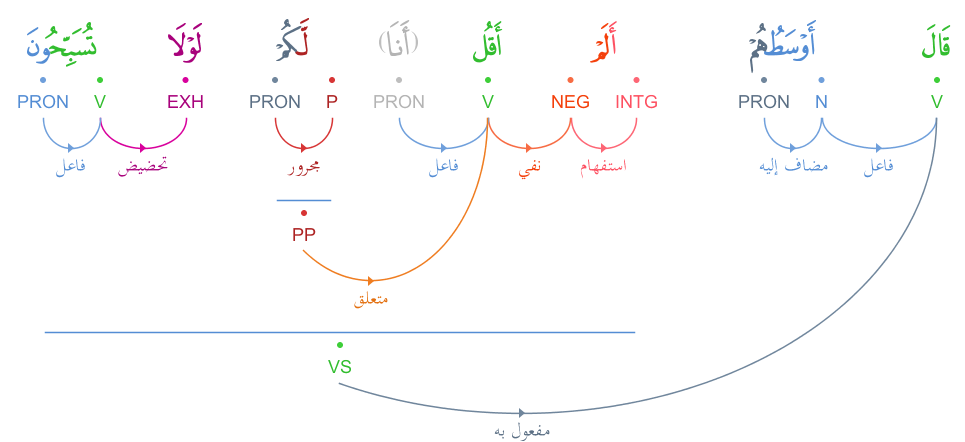 قَالَ أَوْسَطُهُمْ أَلَمْ أَقُل (أَنَا) لَّكُمْ لَوْلَا تُسَبِّحُونَ
V N PRON INTG NEG V PRON P PRON EXH V PRON
فاعل مضاف إليه استفهام نفي فاعل مجرور تحضيض فاعل
PP
متعلق
VS
مفعول به